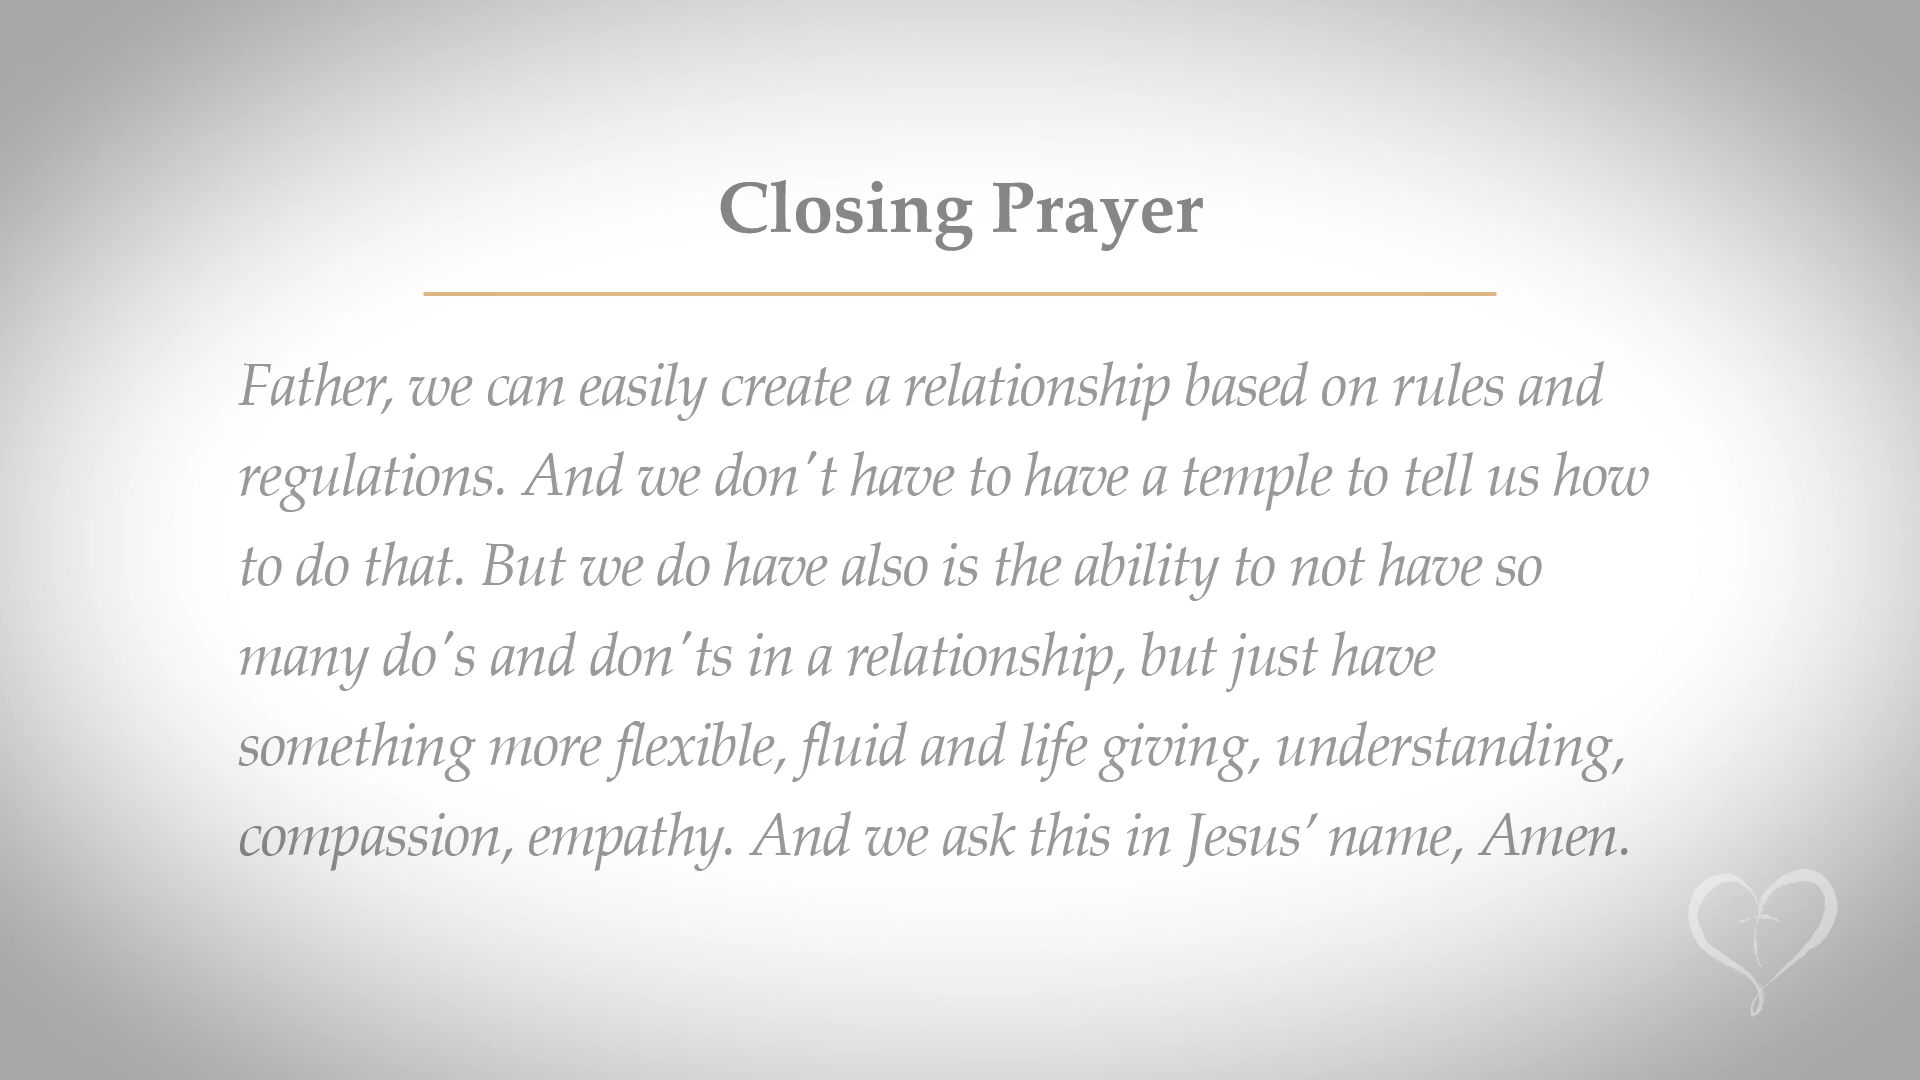 Closing Prayer
Father, we can easily create a relationship based on rules and
regulations. And we don't have to have a temple to tell us how
to do that. But we do have also is the ability to not have so
many do's and don'ts in a relationship, but just have
something more flexible, fluid and life giving, understanding,
compassion, empathy. And we ask this in Jesus’ name, Amen.